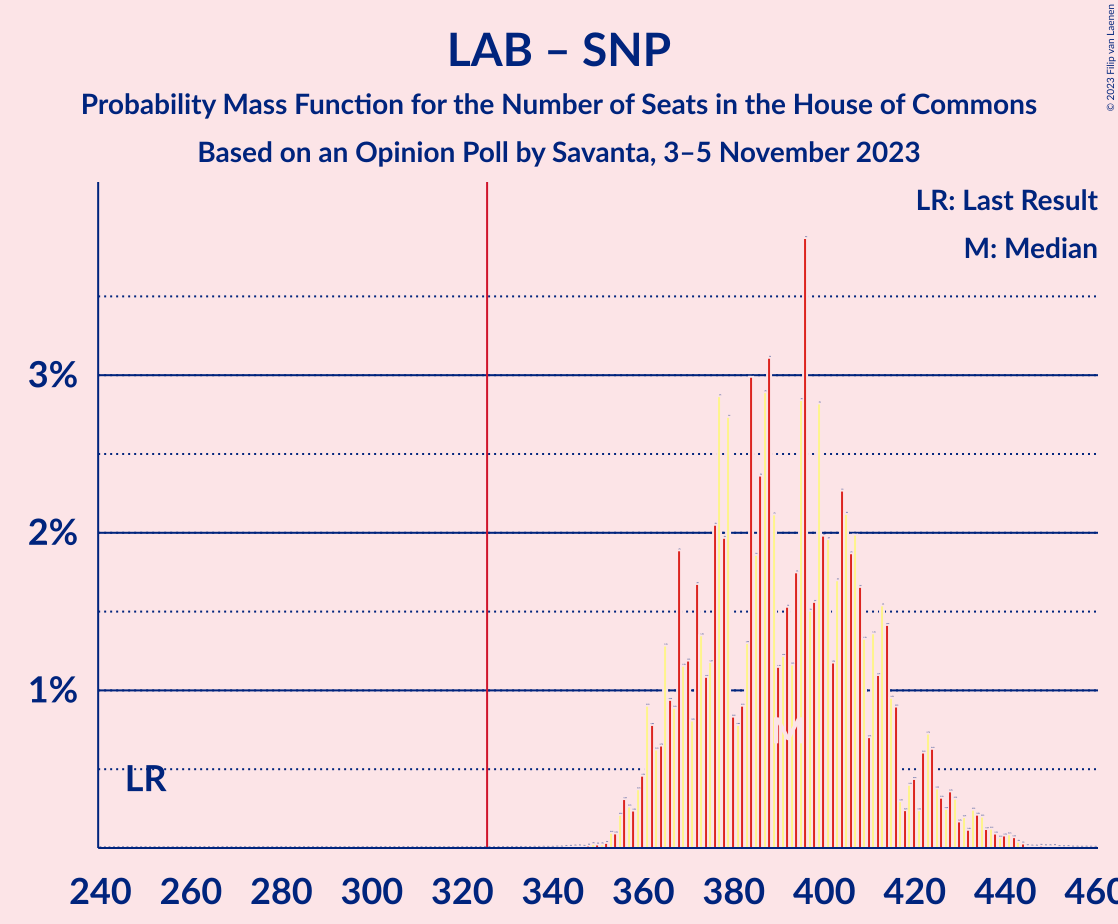 LAB – SNP
Probability Mass Function for the Number of Seats in the House of Commons
Based on an Opinion Poll by Savanta, 3–5 November 2023
© 2023 Filip van Laenen
LR: Last Result
M: Median
3%
2%
1%
LR
M
240 260 280 300 320 340 360 380 400 420 440 460